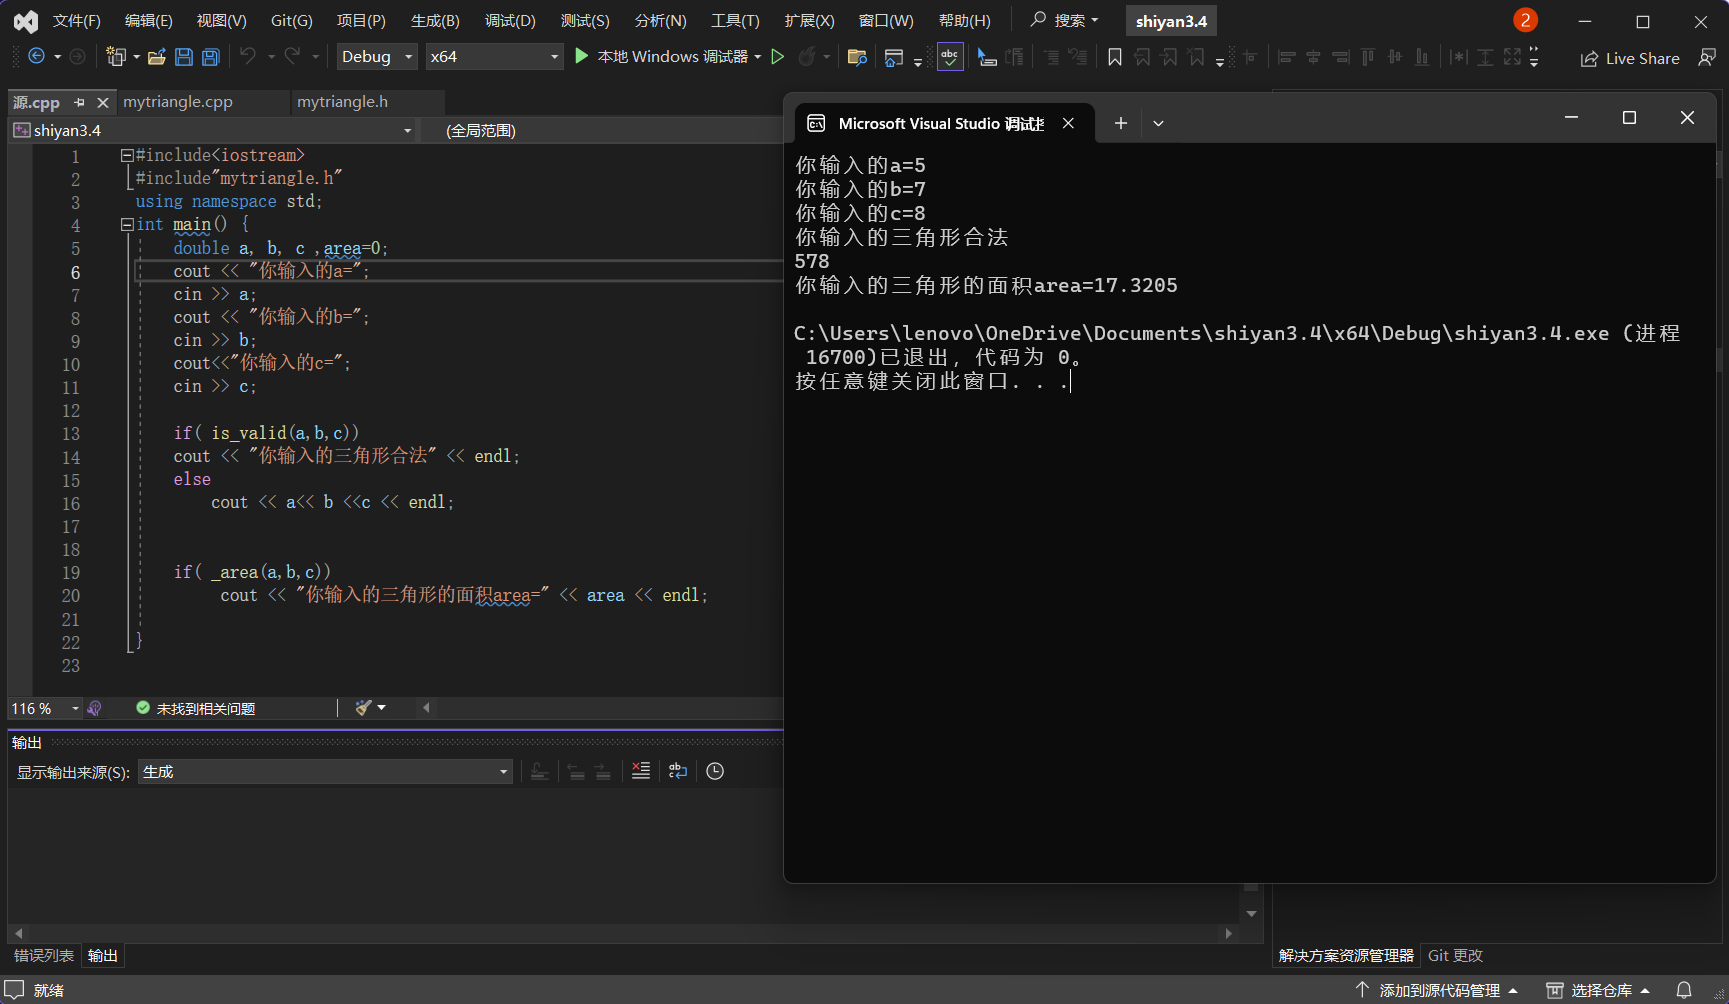 文件(F) 编辑(E) 视图(V) Git(G) 项目(P) 生成(B) 调试(D) 测试(S) 分析(N) 工具(T) 扩展(X) 窗口(W) 帮助(H) 搜索 shiyan3.4 2
Debug x64 本地 Windows 调试器 abc Live Share
源.cpp mytriangle.cpp mytriangle.h
shiyan3.4 (全局范围)
1 #include<iostream>
2 #include"mytriangle.h"
3 using namespace std;
4 int main() {
5 double a, b, c ,area=0;
6 cout << "你输入的a=";
7 cin >> a;
8 cout << "你输入的b=";
9 cin >> b;
10 cout<<"你输入的c=";
11 cin >> c;
12
13 if( is_valid(a,b,c))
14 cout << "你输入的三角形合法" << endl;
15 else
16 cout << a<< b <<c << endl;
17
18
19 if( _area(a,b,c))
20 cout << "你输入的三角形的面积area=" << area << endl;
21
22 }
23
116 % 未找到相关问题
输出
显示输出来源(S): 生成
错误列表 输出
就绪
Microsoft Visual Studio 调试控
你输入的a=5
你输入的b=7
你输入的c=8
你输入的三角形合法
578
你输入的三角形的面积area=17.3205
C:\Users\lenovo\OneDrive\Documents\shiyan3.4\x64\Debug\shiyan3.4.exe (进程
16700)已退出，代码为 0。
按任意键关闭此窗口. . .
解决方案资源管理器 Git 更改
添加到源代码管理 选择仓库